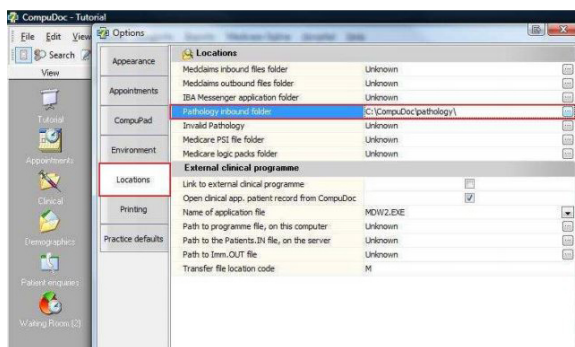 CompuDoc - Tutorial
Options
File Edit View
Search
View
Tutorial
Appointments
Clinical
Demographics
Patient enquiries
Waiting Room (2)
Appearance
Appointments
CompuPad
Environment
Locations
Printing
Practice defaults
Locations
Meddaims inbound files folder Unknown
Meddaims outbound files folder Unknown
IBA Messenger application folder Unknown
Pathology inbound folder C:\CompuDoc\pathology\
Invalid Pathology Unknown
Medicare PSI file folder Unknown
Medicare logic packs folder Unknown
External clinical programme
Link to external clinical programme
Open clinical app. patient record from CompuDoc
Name of application file MDW2.EXE
Path to programme file, on this computer Unknown
Path to the Patients.IN file, on the server Unknown
Path to Imm.OUT file Unknown
Transfer file location code M